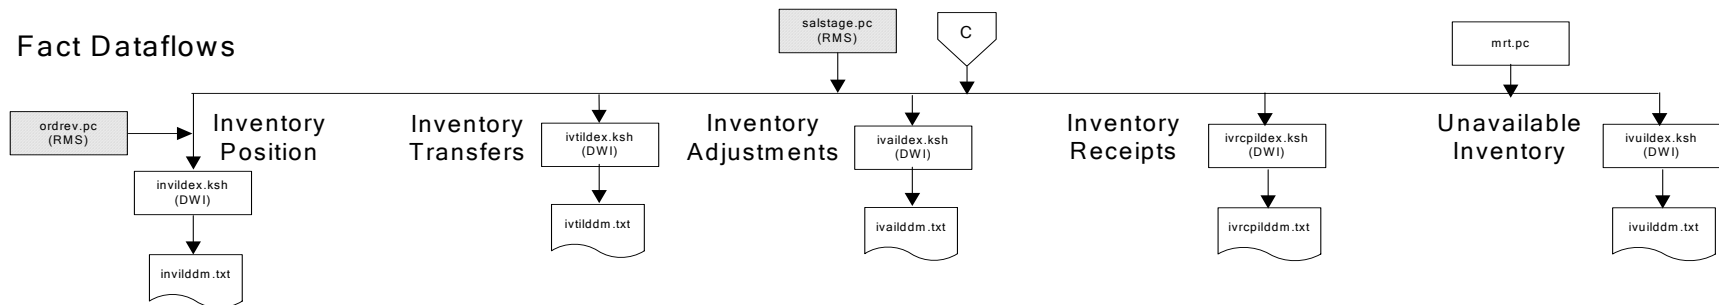 Fact Dataflows
salstage.pc
(RMS)
C
mrt.pc
ordrev.pc
(RMS)
Inventory
Position
Inventory
Transfers
ivtildex.ksh
(DWI)
Inventory
Adjustments
ivaildex.ksh
(DWI)
Inventory
Receipts
ivrcpildex.ksh
(DWI)
Unavailable
Inventory
ivuildex.ksh
(DWI)
invildex.ksh
(DWI)
ivtilddm.txt
ivailddm.txt
ivrcpilddm.txt
ivuilddm.txt
invilddm.txt